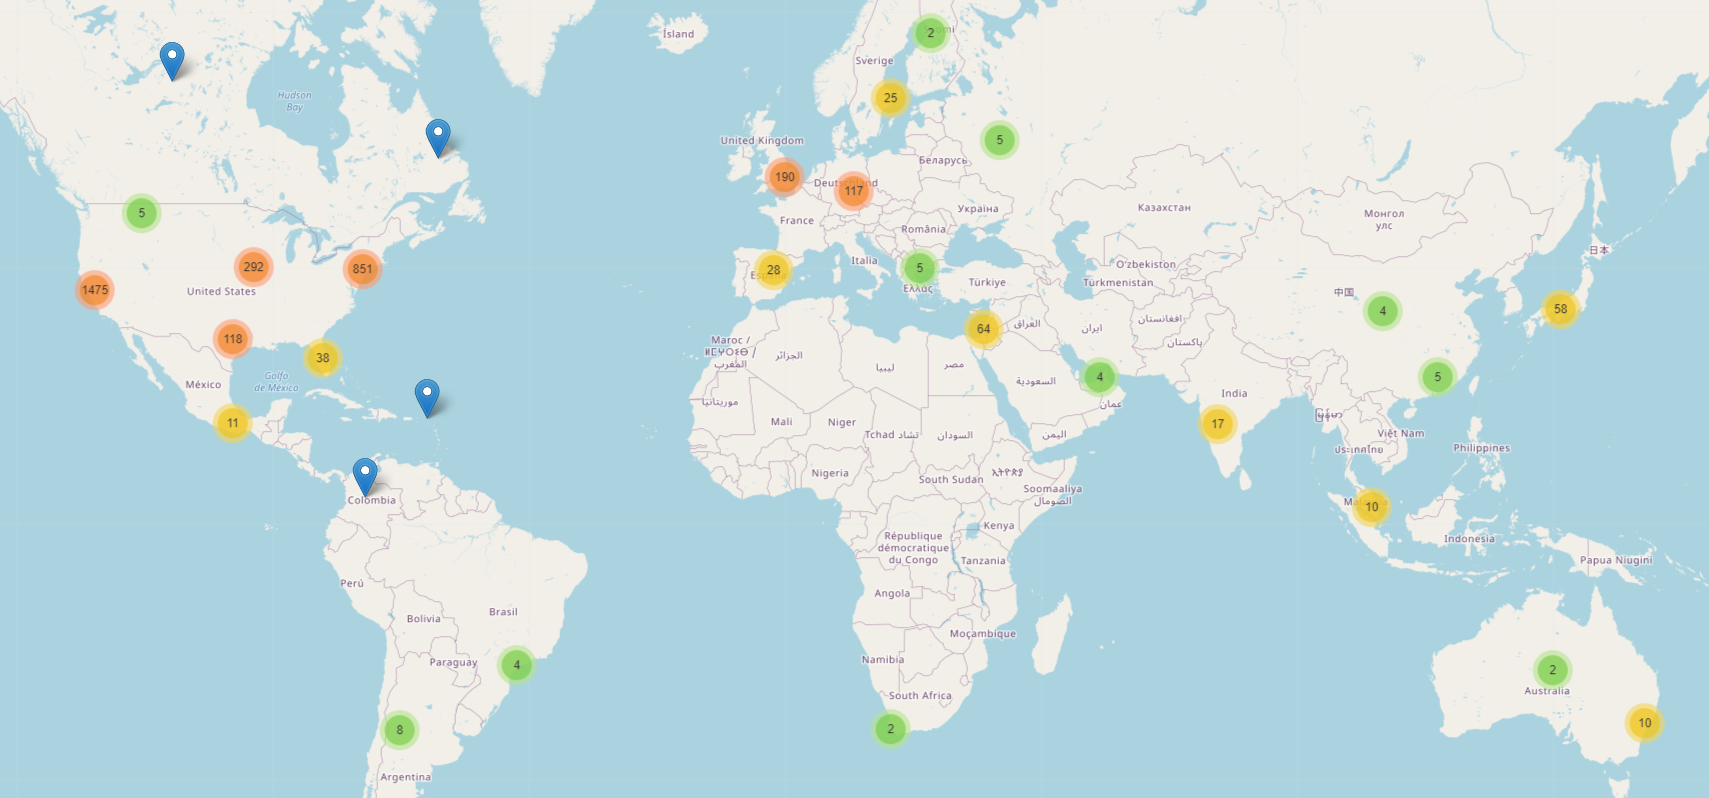 Ísland
2
Sverige
Hudson
Bay
25
United Kingdom
5
Беларусь
190
Deutschland
117
5
France
Україна
Казахстан
Монгол
улс
România
日本
292
851
Italia
28
5
O'zbekiston
1475
United States
Ελλάς
Türkiye
Türkmenistan
中国
4
58
118
64
العراق
ایران
افغانستان
38
Maroc /
ⵍⵎⵖⵔⵉⴱ /
المغرب
الجزائر
ليبيا
مصر
پاکستان
Golfo
de México
México
السعودية
4
5
India
موريتانيا
عمان
11
Mali
Niger
Tchad تشاد
السودان
اليمن
17
Việt Nam
Philippines
ประเทศไทย
Nigeria
South Sudan
ኢትዮጵያ
Soomaaliya
الصومال
Colombia
10
Kenya
République
démocratique
du Congo
Indonesia
Tanzania
Papua Niugini
Perú
Angola
Brasil
Bolivia
Moçambique
Paraguay
4
Namibia
2
Australia
South Africa
8
2
10
Argentina